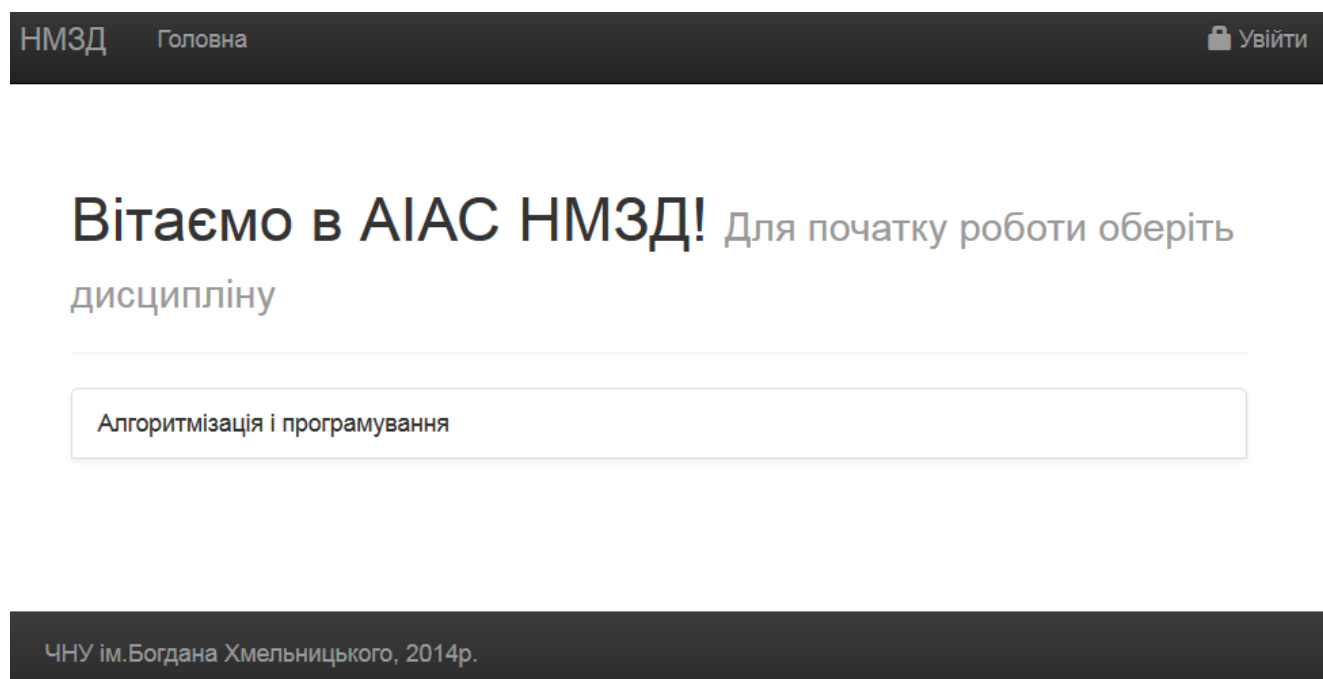 НМЗД Головна Увійти
Вітаємо в АІАС НМЗД! Для початку роботи оберіть
дисципліну
Алгоритмізація і програмування
ЧНУ ім.Богдана Хмельницького, 2014р.